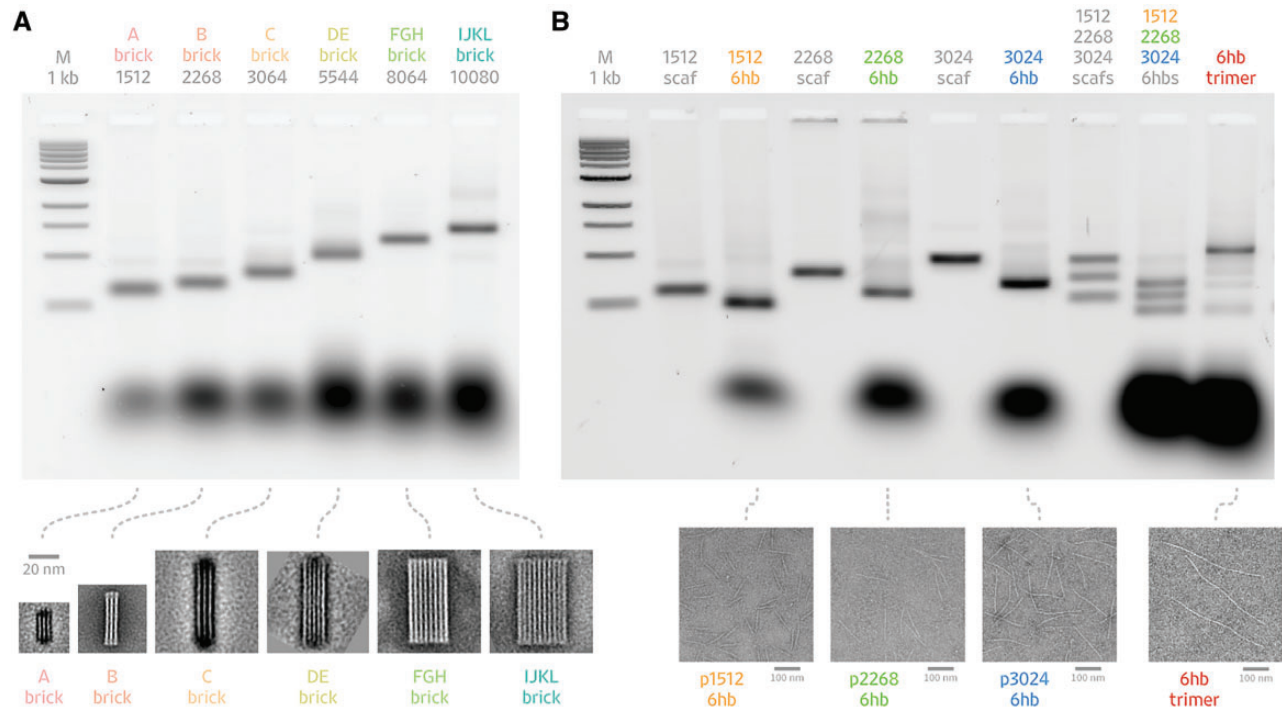 A
M
1 kb
A
brick
1512
B
brick
2268
C
brick
3064
DE
brick
5544
FGH
brick
8064
IJKL
brick
10080
20 nm
A
brick
B
brick
C
brick
DE
brick
FGH
brick
IJKL
brick
B
M
1 kb
1512
scaf
1512
6hb
2268
scaf
2268
6hb
3024
scaf
3024
6hb
1512
2268
3024
scafs
1512
2268
3024
6hbs
6hb
trimer
p1512
6hb
100 nm
p2268
6hb
100 nm
p3024
6hb
100 nm
6hb
trimer
100 nm